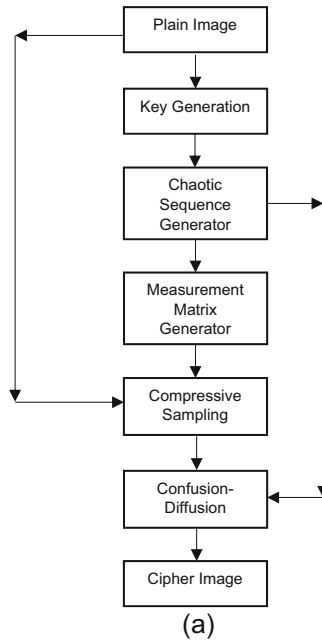 Plain Image
Key Generation
Chaotic
Sequence
Generator
Measurement
Matrix
Generator
Compressive
Sampling
Confusion-
Diffusion
Cipher Image
(a)